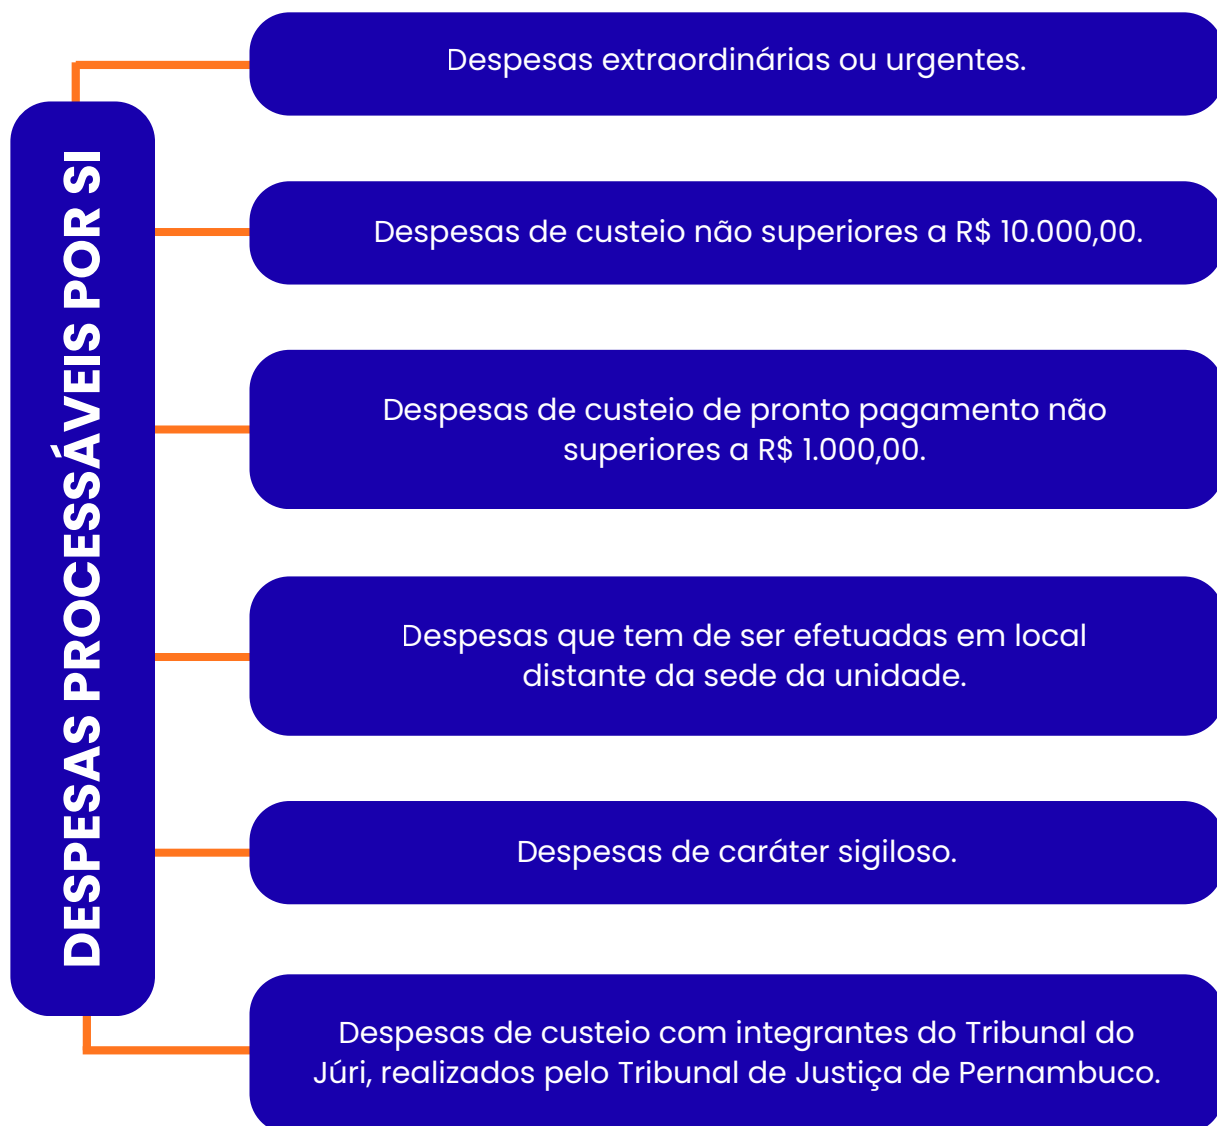 DESPESAS PROCESSÁVEIS POR SI
Despesas extraordinárias ou urgentes.
Despesas de custeio não superiores a R$ 10.000,00.
Despesas de custeio de pronto pagamento não
superiores a R$ 1.000,00.
Despesas que tem de ser efetuadas em local
distante da sede da unidade.
Despesas de caráter sigiloso.
Despesas de custeio com integrantes do Tribunal do
Júri, realizados pelo Tribunal de Justiça de Pernambuco.